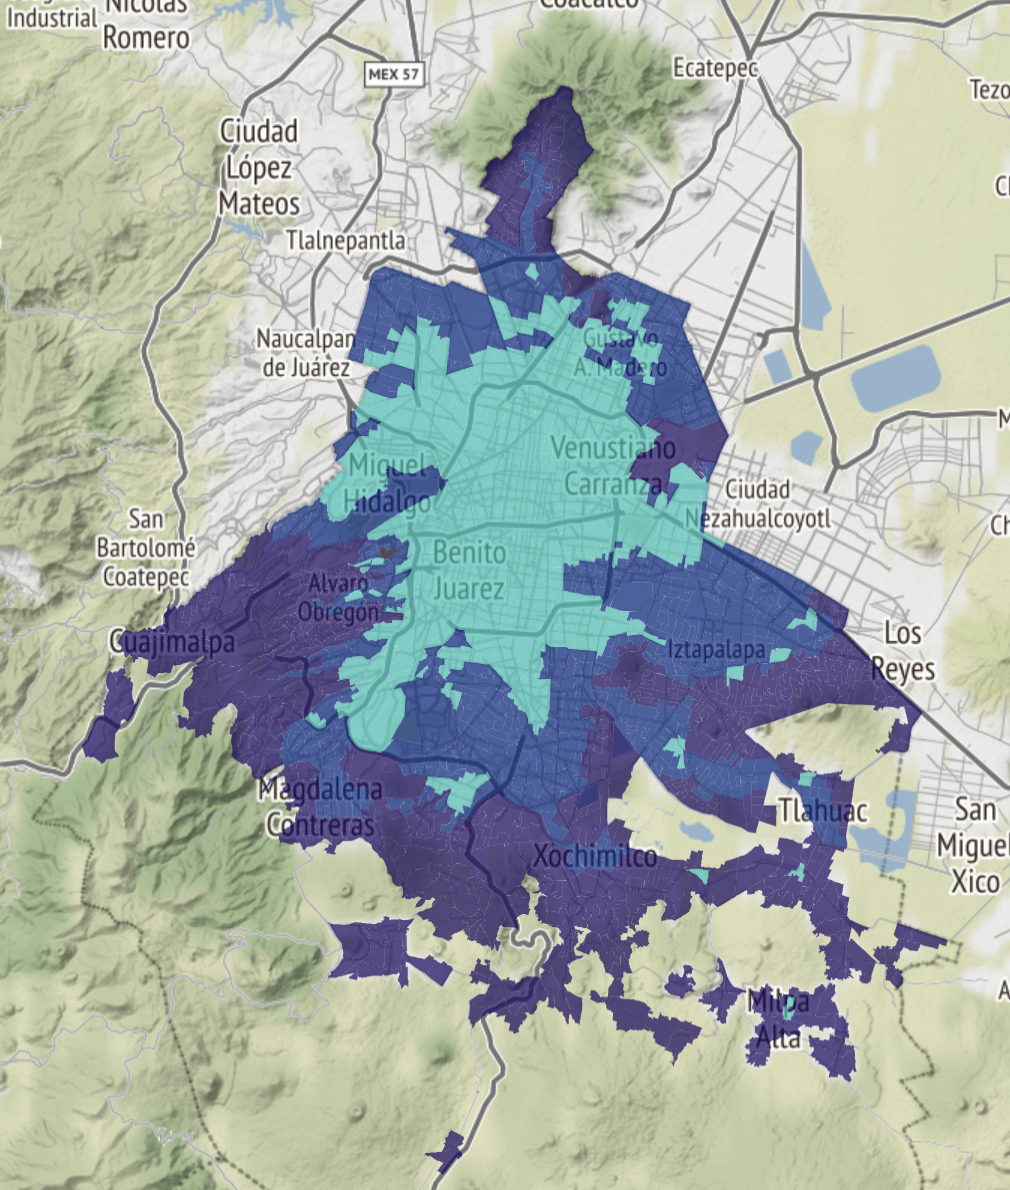 Nicolás
Romero
Industrial
Coacalco
MEX 57
Ecatepec
Ciudad
López
Mateos
Tlalnepantla
Naucalpan
de Juárez
Gustavo
A. Madero
Miguel
Hidalgo
Venustiano
Carranza
Ciudad
Nezahualcoyotl
San
Bartolomé
Coatepec
Benito
Juarez
Alvaro
Obregon
Cuajimalpa
Iztapalapa
Los
Reyes
Magdalena
Contreras
Tlahuac
San
Miguel
Xico
Xochimilco
Milpa
Alta